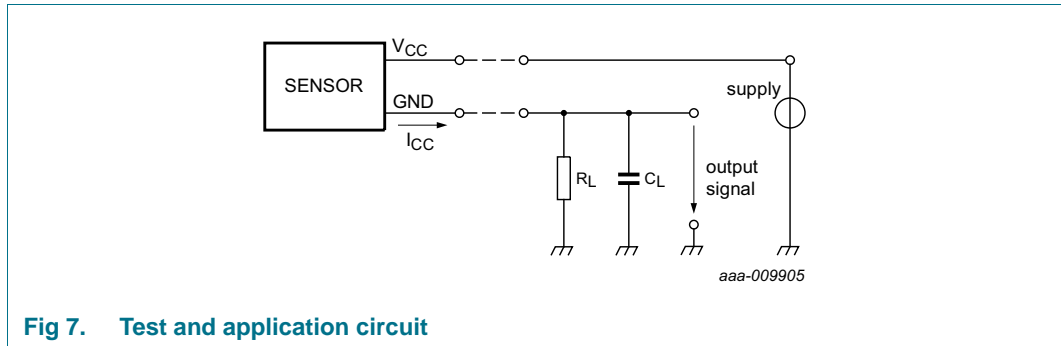 VCC
SENSOR
supply
GND
ICC
RL
CL
output
signal
aaa-009905
Fig 7. Test and application circuit